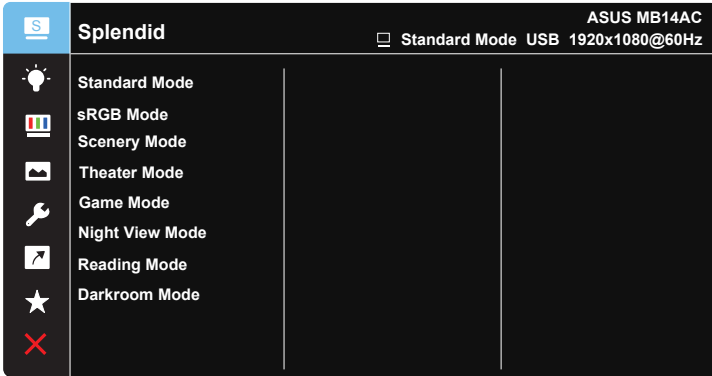 S
Splendid
ASUS MB14AC
Standard Mode USB 1920x1080@60Hz
Standard Mode
sRGB Mode
Scenery Mode
Theater Mode
Game Mode
Night View Mode
Reading Mode
Darkroom Mode